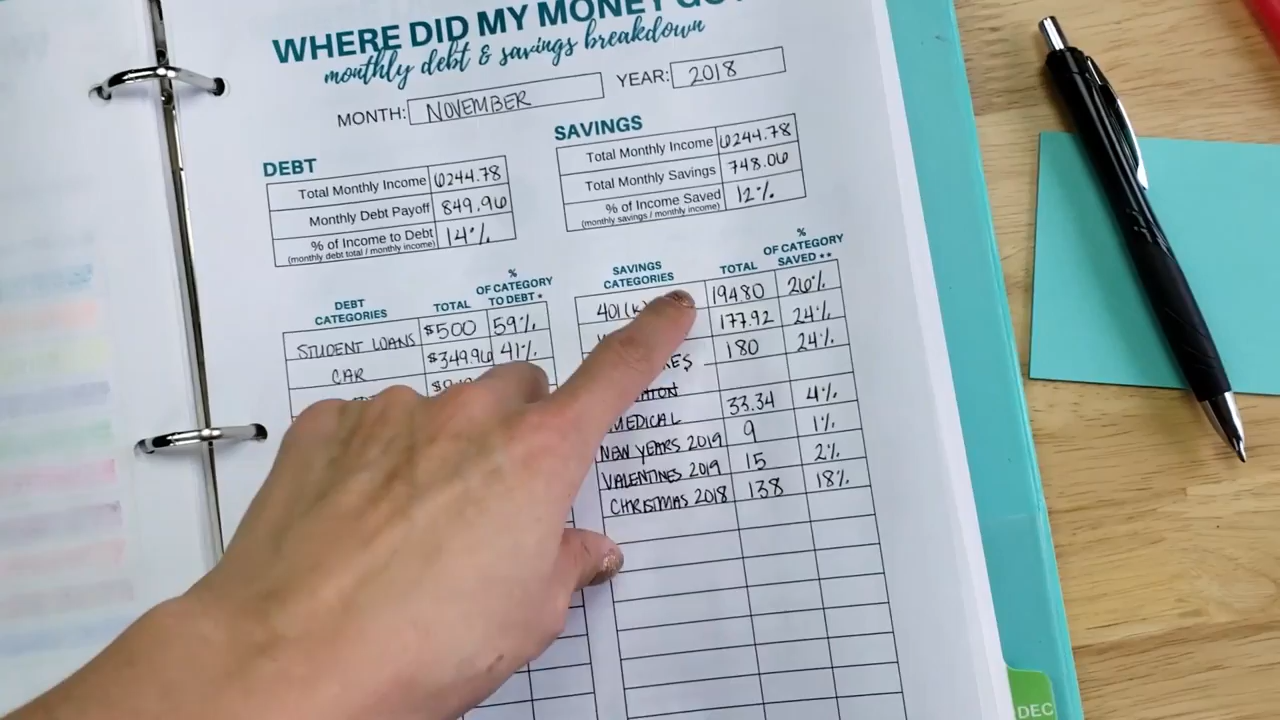 WHERE DID MY MONEY GO?
monthly debt & savings breakdown
MONTH: NOVEMBER YEAR: 2018
DEBT
Total Monthly Income 6244.78
Monthly Debt Payoff 849.96
% of Income to Debt 14%
(monthly debt total / monthly income)
SAVINGS
Total Monthly Income 6244.78
Total Monthly Savings 748.06
% of Income Saved 12%
(monthly savings / monthly income)
DEBT CATEGORIES TOTAL % OF CATEGORY TO DEBT *
STUDENT LOANS $500 59%
CAR $349.96 41%
SAVINGS CATEGORIES TOTAL % OF CATEGORY SAVED **
401(k) 194.80 26%
177.92 24%
180 24%
MEDICAL 33.34 4%
NEW YEARS 2019 9 1%
VALENTINES 2019 15 2%
CHRISTMAS 2018 138 18%
DEC